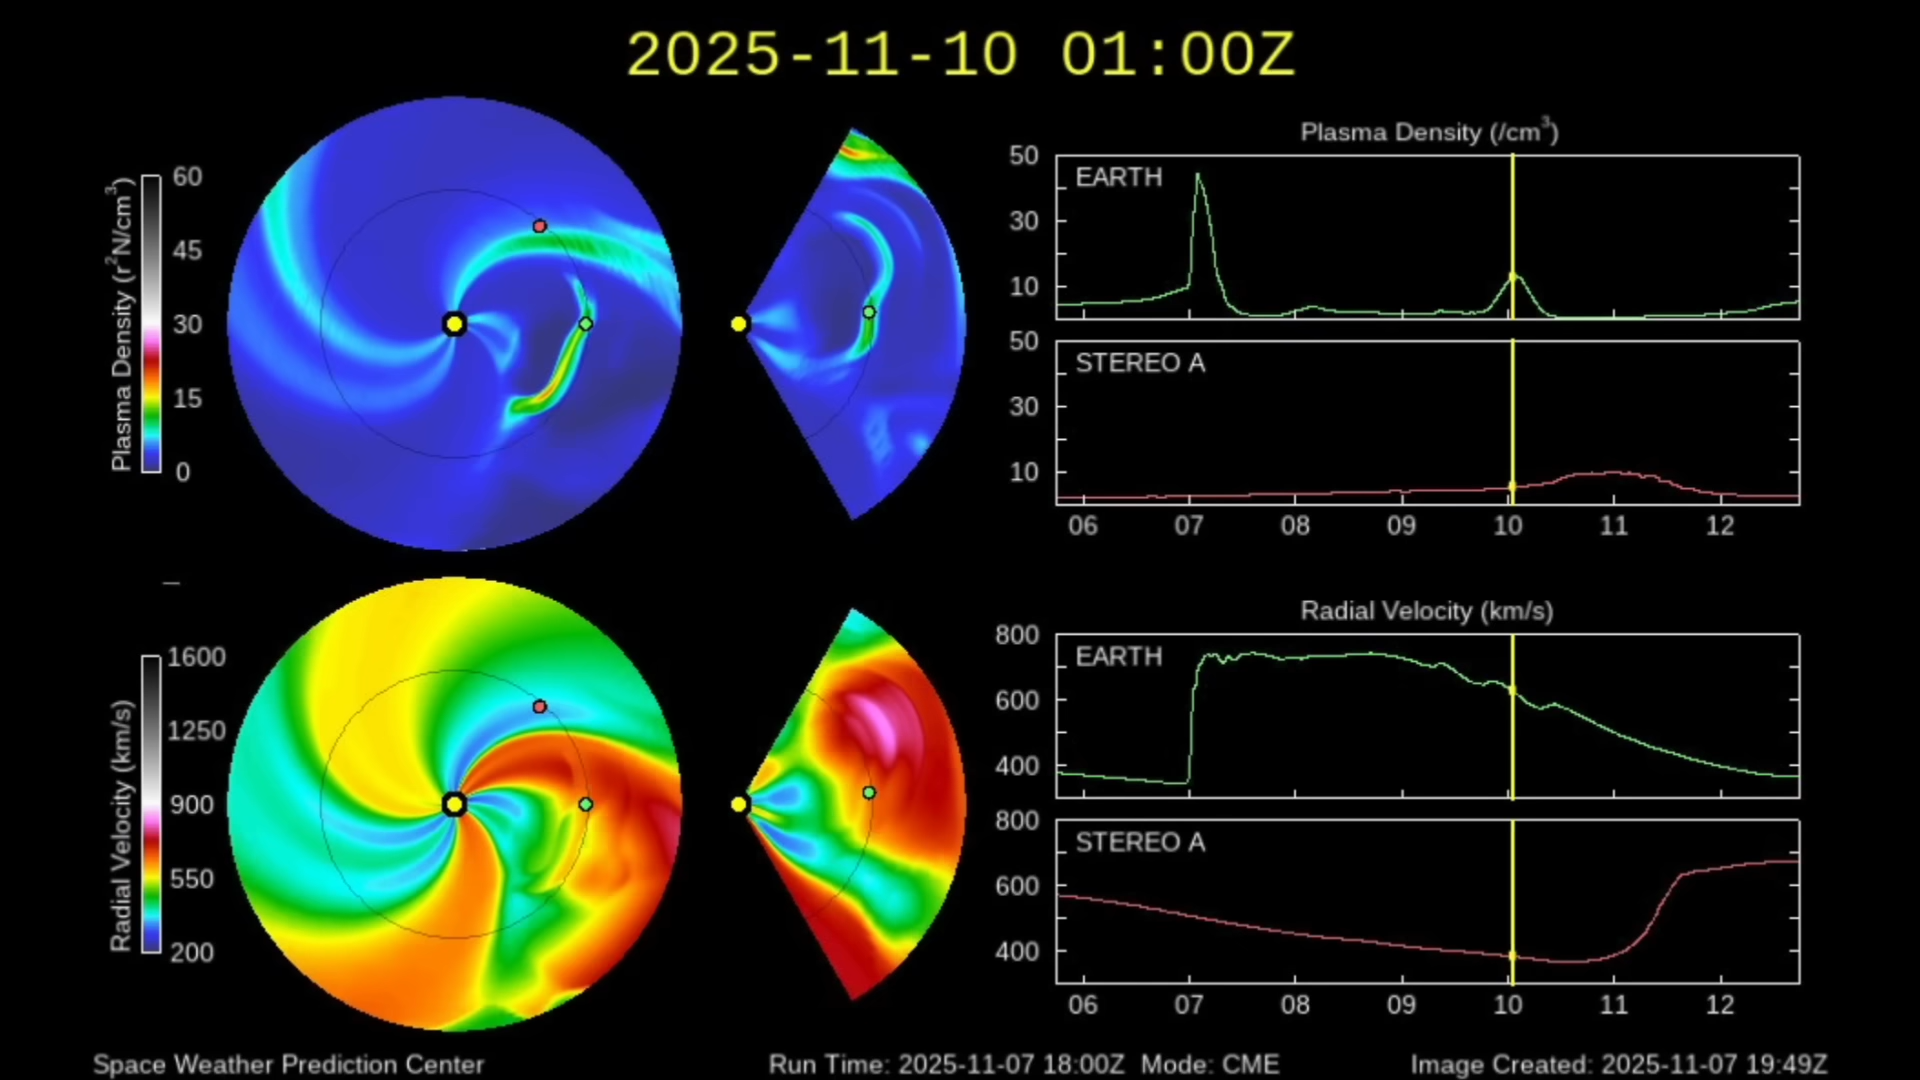 2025-11-10 01:00Z
Plasma Density (r²N/cm³)
60
45
30
15
0
Plasma Density (/cm³)
EARTH
50
30
10
STEREO A
50
30
10
06 07 08 09 10 11 12
Radial Velocity (km/s)
1600
1250
900
550
200
Radial Velocity (km/s)
EARTH
800
600
400
STEREO A
800
600
400
06 07 08 09 10 11 12
Space Weather Prediction Center
Run Time: 2025-11-07 18:00Z Mode: CME
Image Created: 2025-11-07 19:49Z